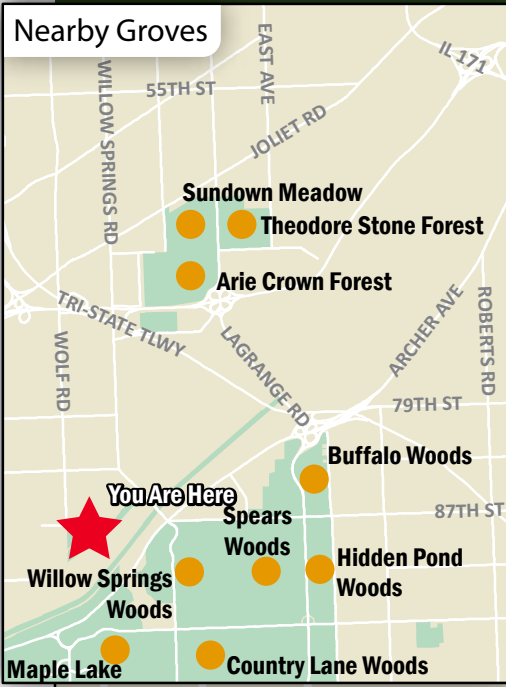 Nearby Groves
EAST AVE
IL 171
WILLOW SPRINGS RD
55TH ST
JOLIET RD
Sundown Meadow
Theodore Stone Forest
Arie Crown Forest
TRI-STATE TLWY
LAGRANGE RD
ARCHER AVE
ROBERTS RD
WOLF RD
79TH ST
Buffalo Woods
You Are Here
87TH ST
Spears
Woods
Hidden Pond
Woods
Willow Springs
Woods
Maple Lake
Country Lane Woods